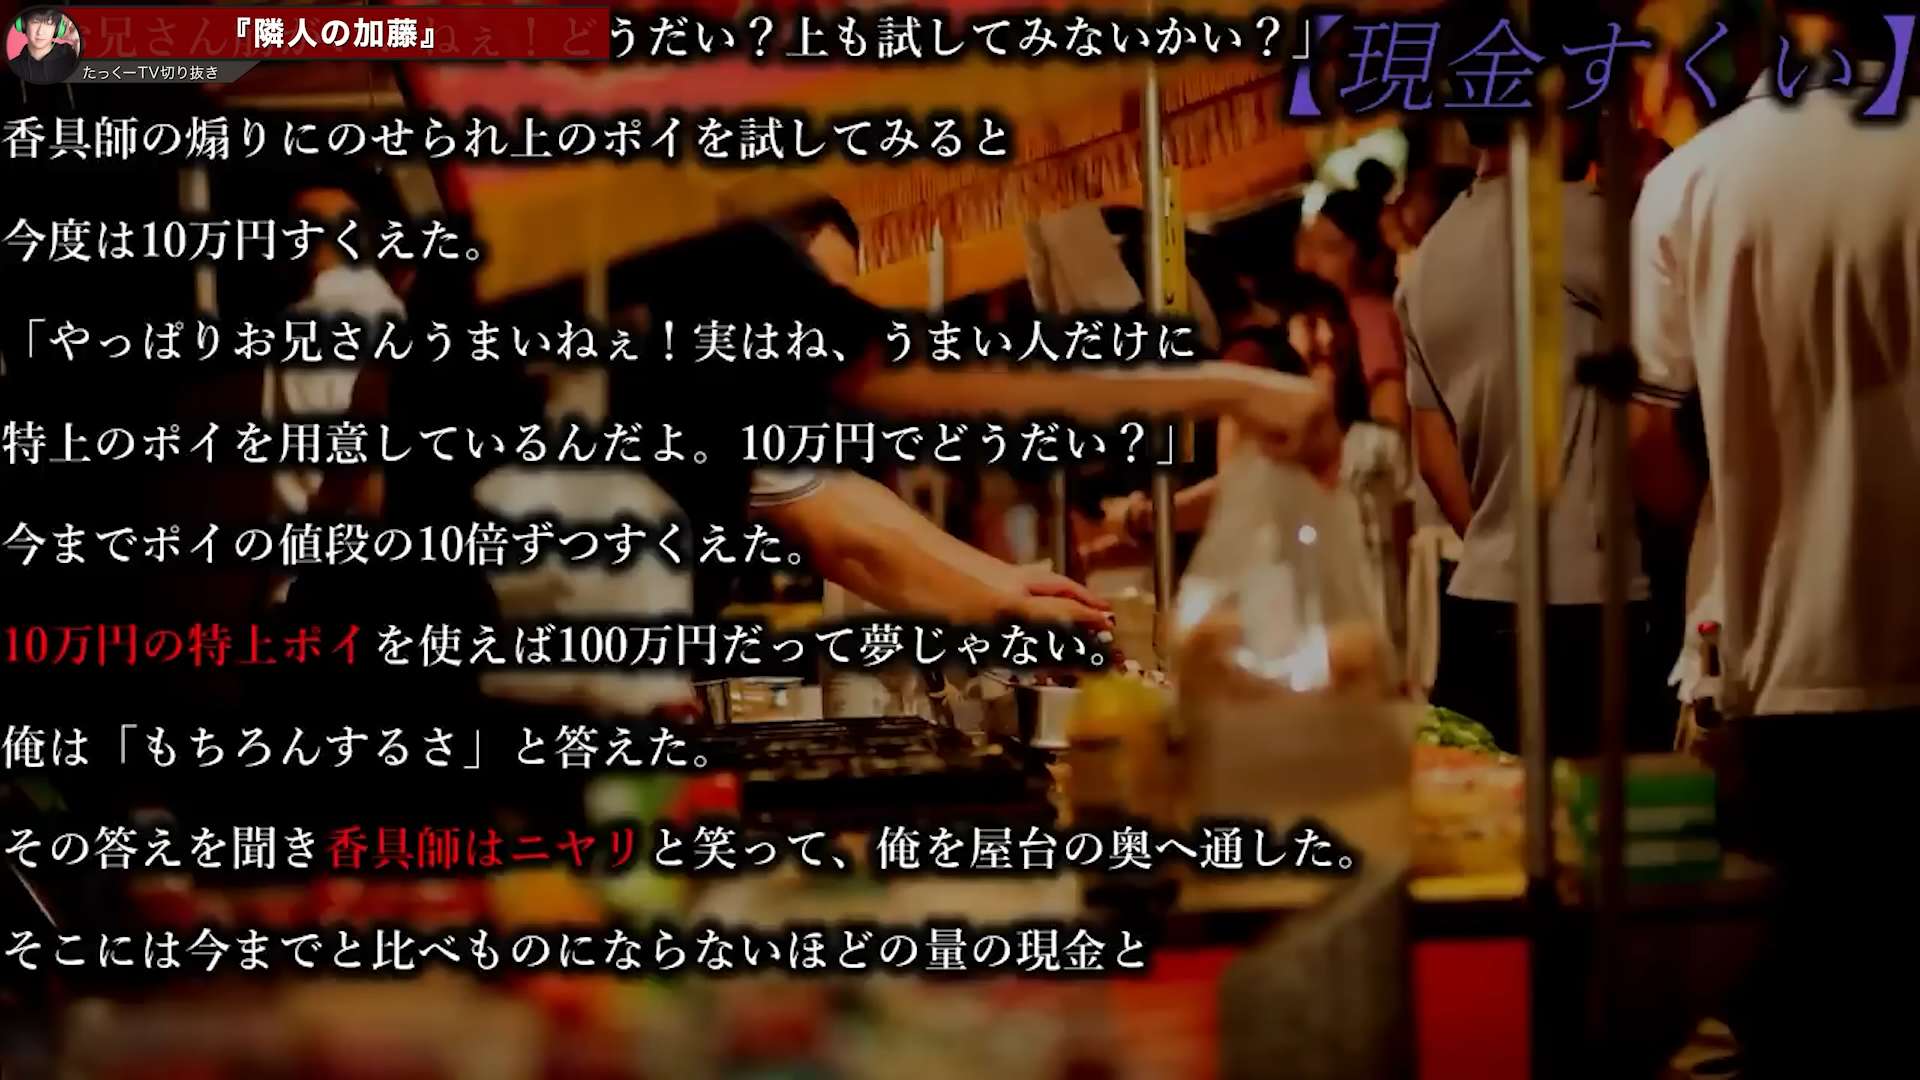 『隣人の加藤』
たっくーTV切り抜き
お兄さん ねぇ！どうだい？上も試してみないかい？」
【現金すくい】
香具師の煽りにのせられ上のポイを試してみると
今度は10万円すくえた。
「やっぱりお兄さんうまいねぇ！実はね、うまい人だけに
特上のポイを用意しているんだよ。10万円でどうだい？」
今までポイの値段の10倍ずつすくえた。
10万円の特上ポイを使えば100万円だって夢じゃない。
俺は「もちろんするさ」と答えた。
その答えを聞き香具師はニヤリと笑って、俺を屋台の奥へ通した。
そこには今までと比べものにならないほどの量の現金と